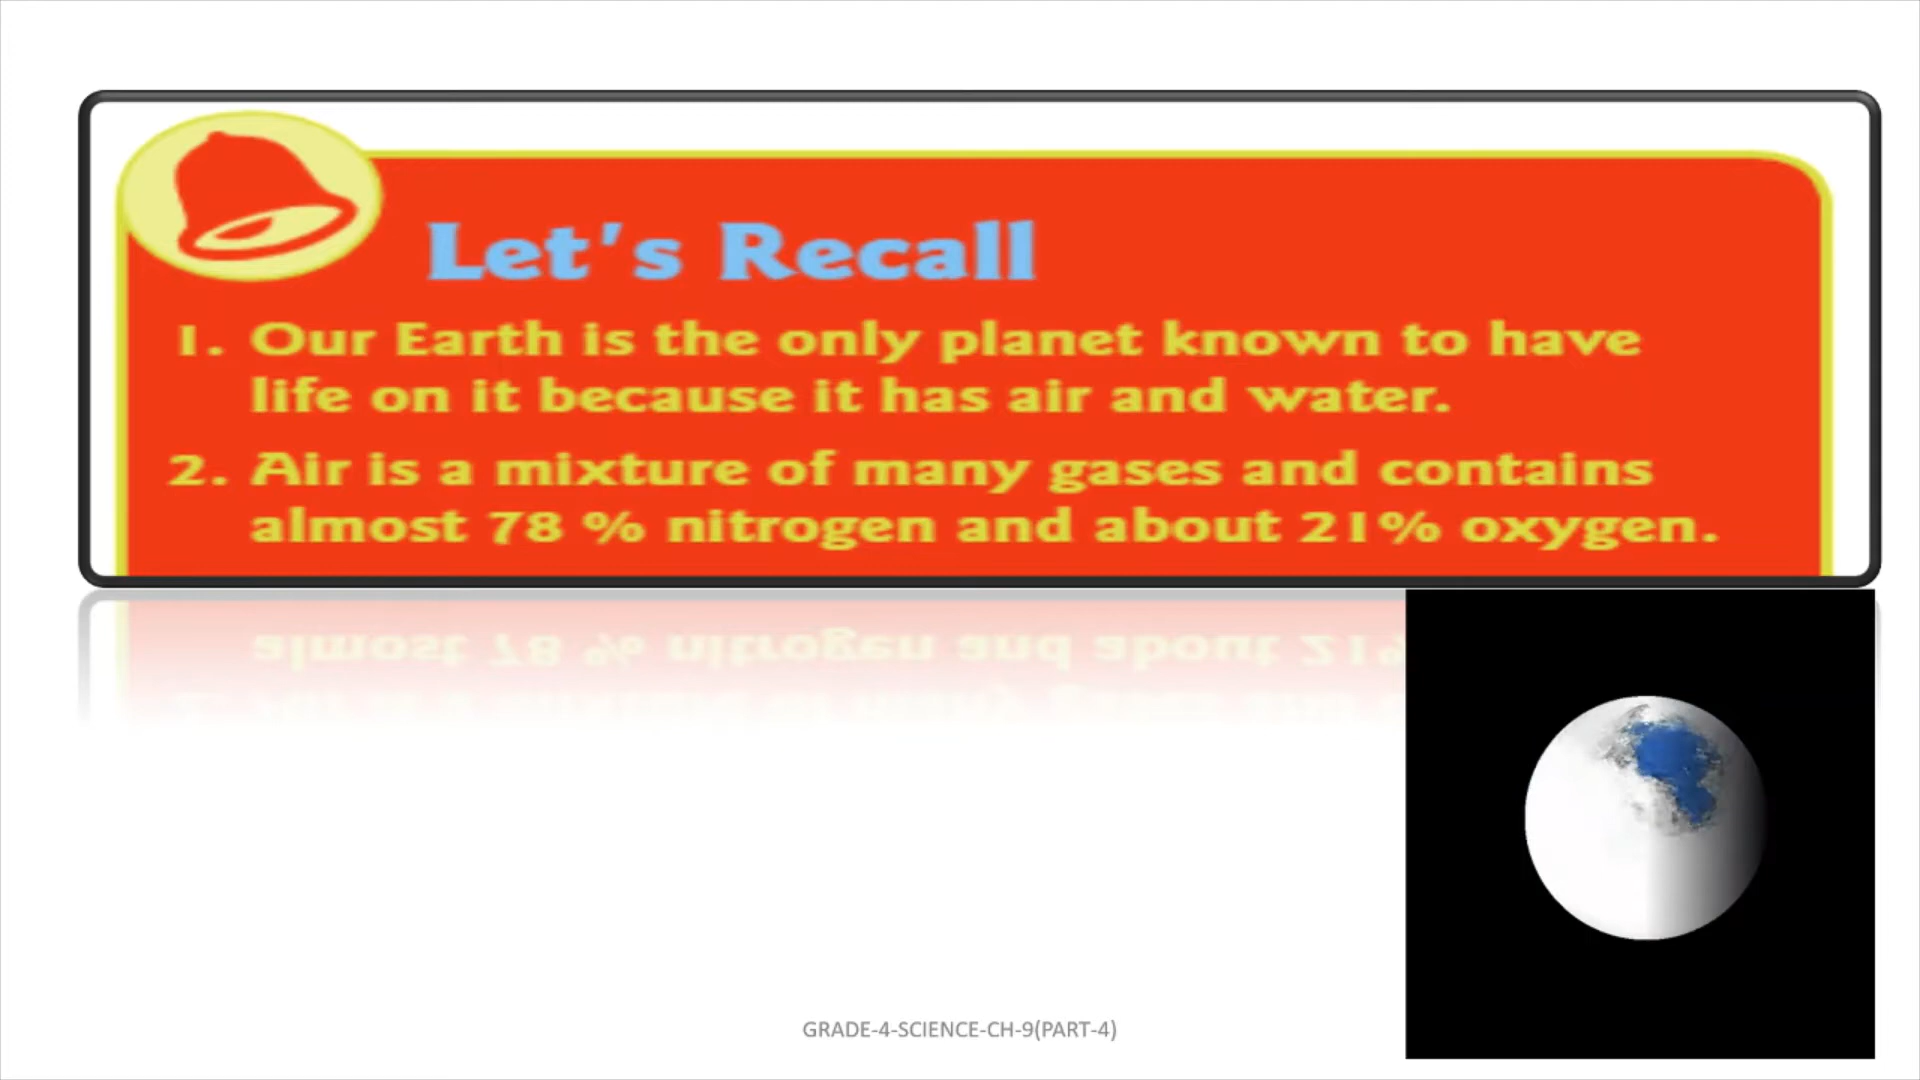 Let's Recall
1. Our Earth is the only planet known to have
life on it because it has air and water.
2. Air is a mixture of many gases and contains
almost 78 % nitrogen and about 21% oxygen.
GRADE-4-SCIENCE-CH-9(PART-4)